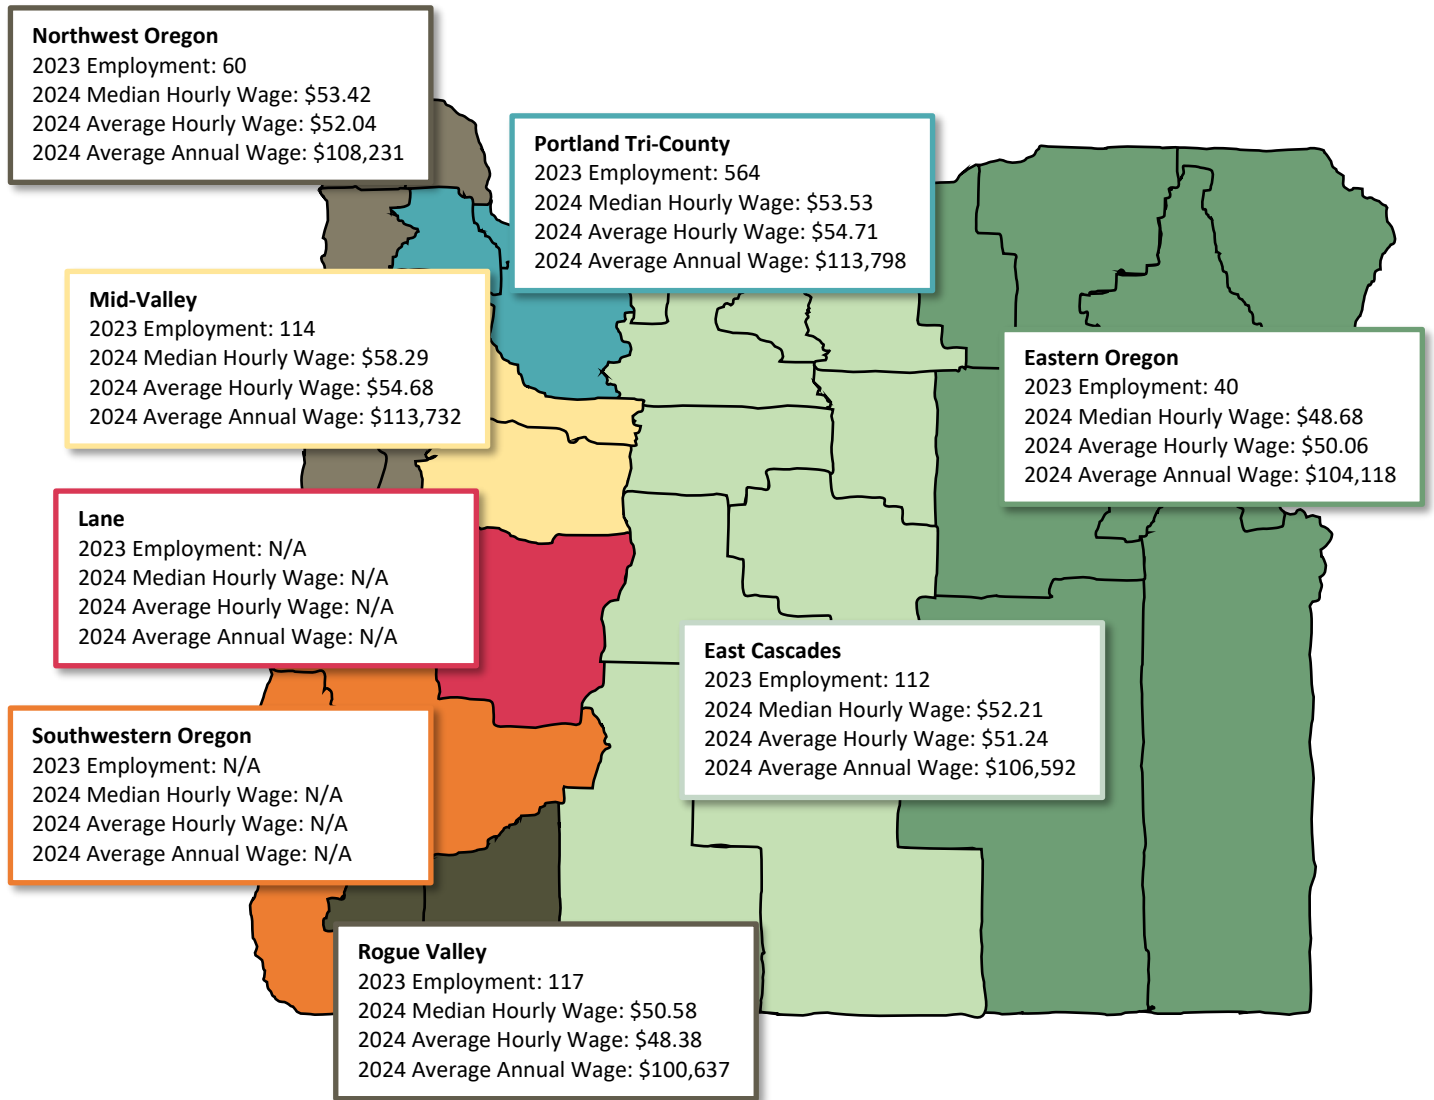 Northwest Oregon
2023 Employment: 60
2024 Median Hourly Wage: $53.42
2024 Average Hourly Wage: $52.04
2024 Average Annual Wage: $108,231
Portland Tri-County
2023 Employment: 564
2024 Median Hourly Wage: $53.53
2024 Average Hourly Wage: $54.71
2024 Average Annual Wage: $113,798
Mid-Valley
2023 Employment: 114
2024 Median Hourly Wage: $58.29
2024 Average Hourly Wage: $54.68
2024 Average Annual Wage: $113,732
Eastern Oregon
2023 Employment: 40
2024 Median Hourly Wage: $48.68
2024 Average Hourly Wage: $50.06
2024 Average Annual Wage: $104,118
Lane
2023 Employment: N/A
2024 Median Hourly Wage: N/A
2024 Average Hourly Wage: N/A
2024 Average Annual Wage: N/A
East Cascades
2023 Employment: 112
2024 Median Hourly Wage: $52.21
2024 Average Hourly Wage: $51.24
2024 Average Annual Wage: $106,592
Southwestern Oregon
2023 Employment: N/A
2024 Median Hourly Wage: N/A
2024 Average Hourly Wage: N/A
2024 Average Annual Wage: N/A
Rogue Valley
2023 Employment: 117
2024 Median Hourly Wage: $50.58
2024 Average Hourly Wage: $48.38
2024 Average Annual Wage: $100,637